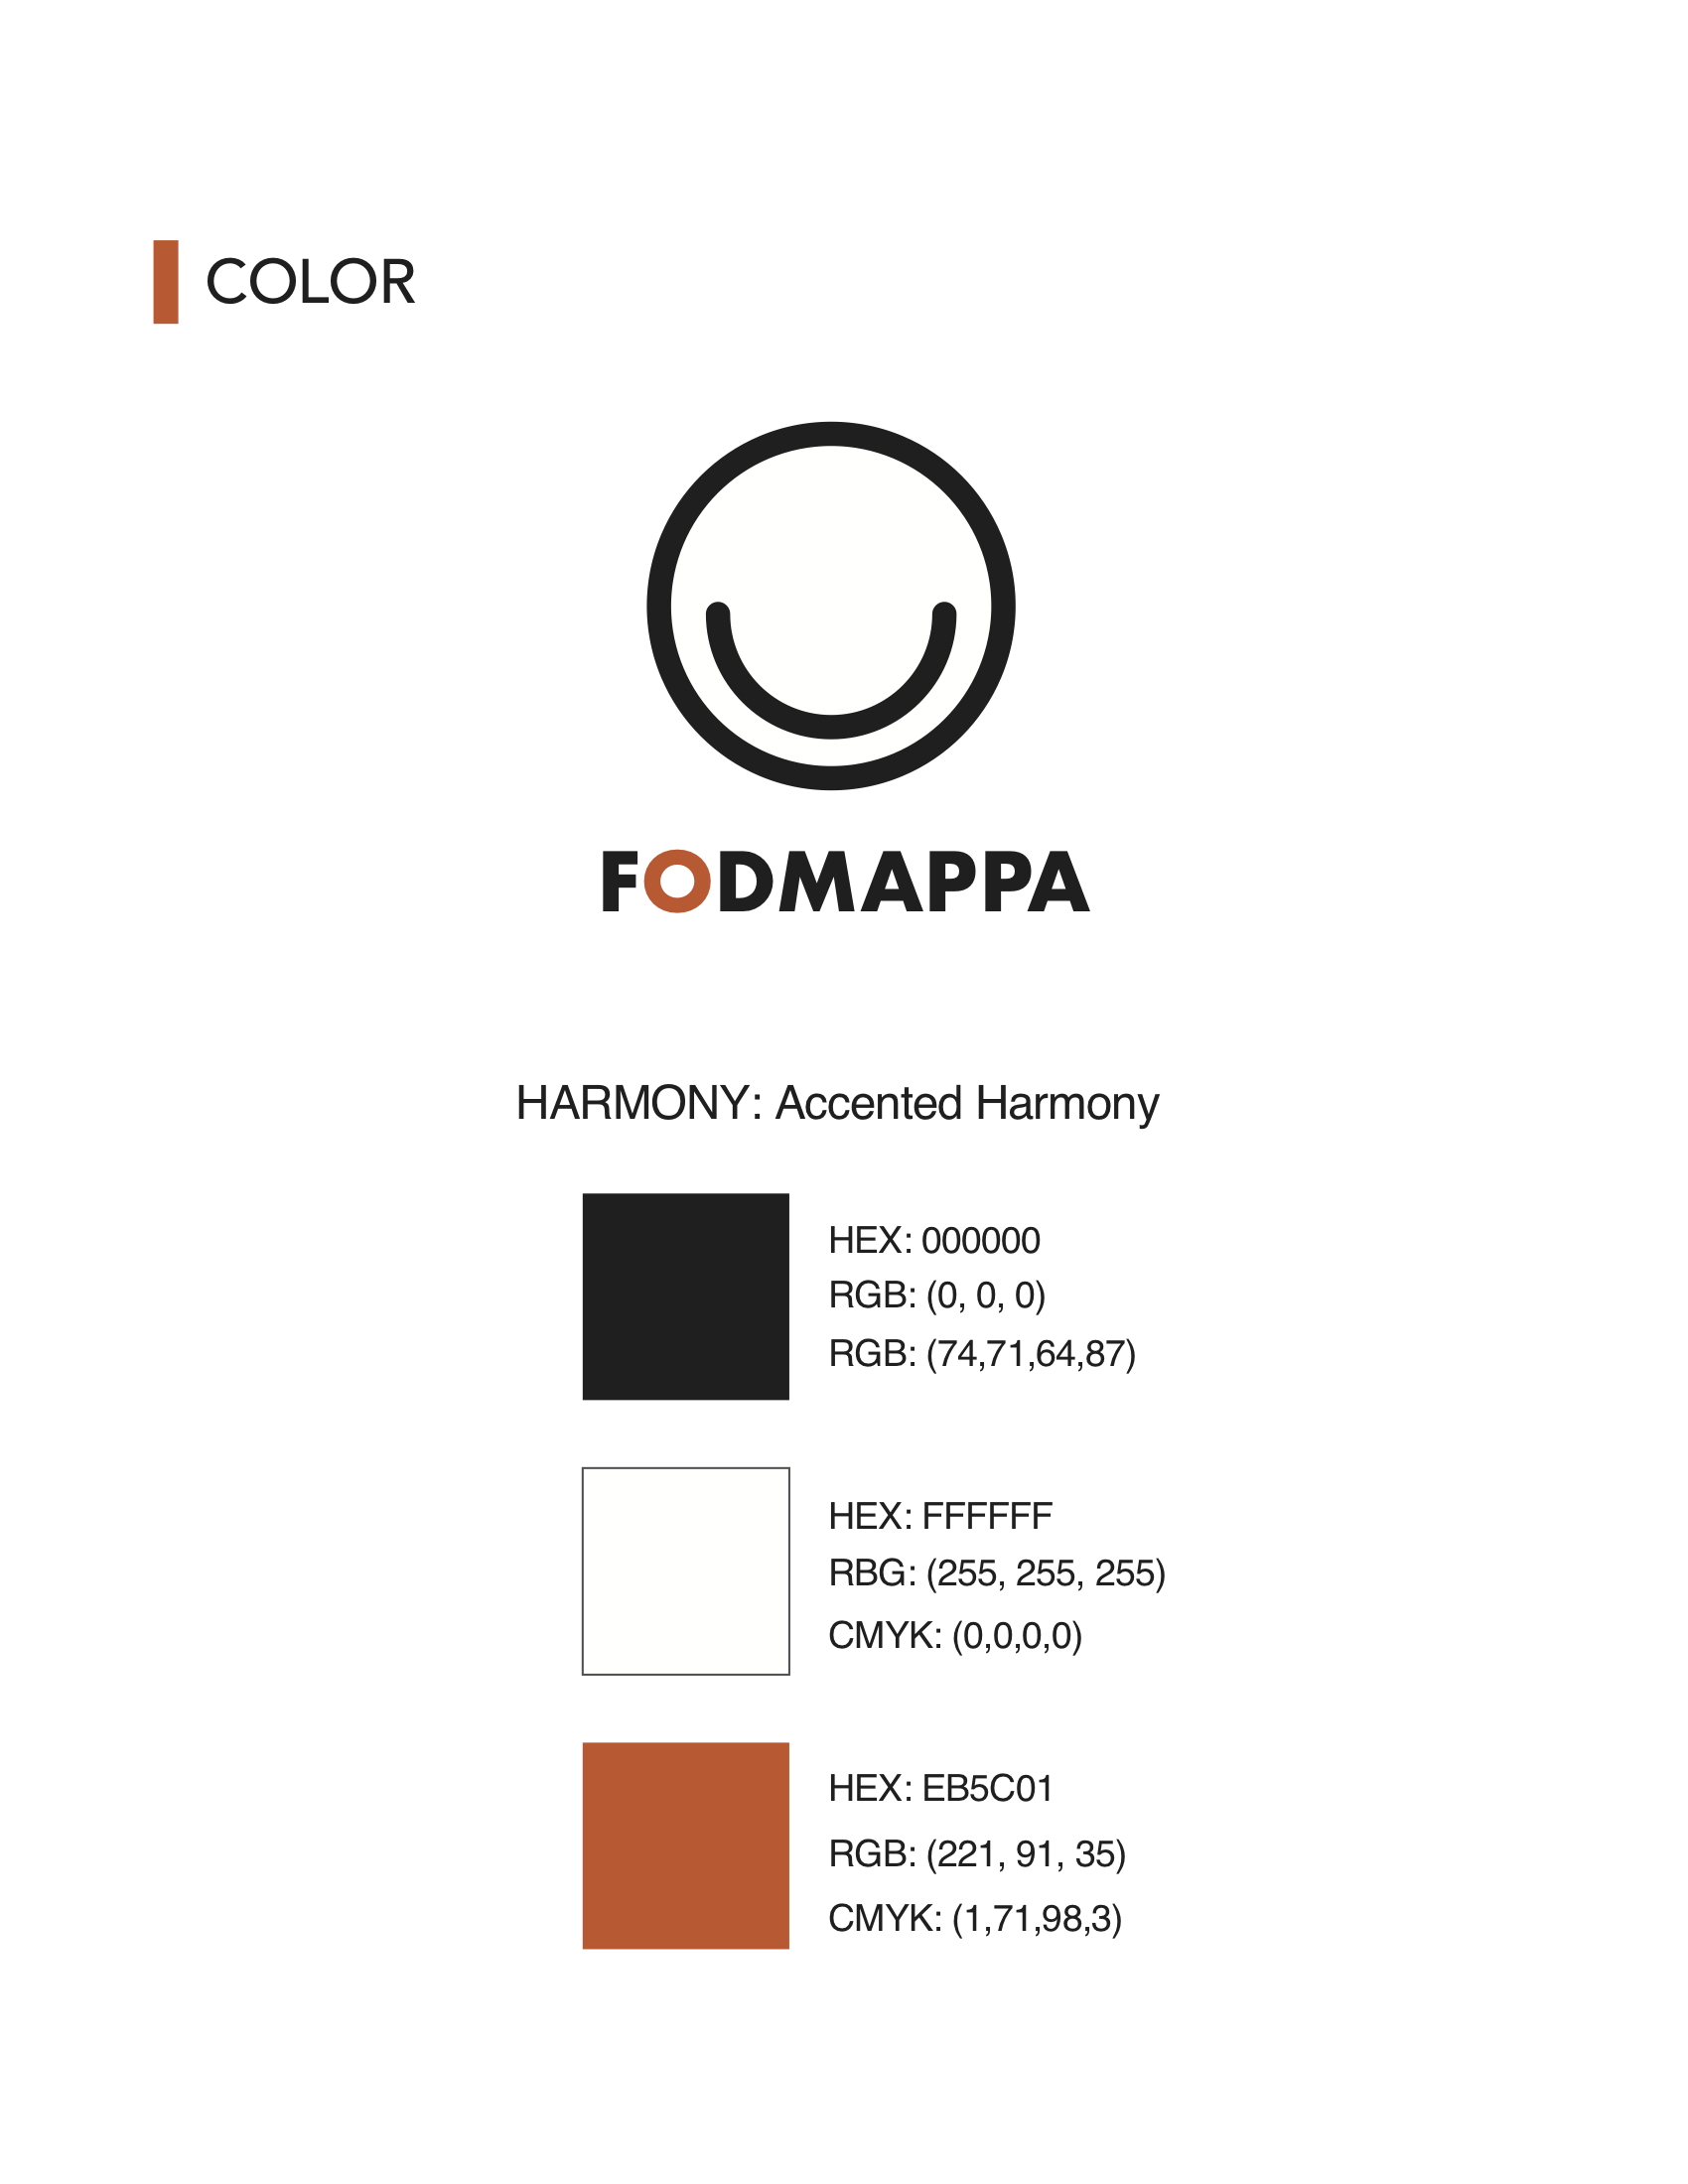 COLOR
FODMAPPA
HARMONY: Accented Harmony
HEX: 000000
RGB: (0, 0, 0)
RGB: (74,71,64,87)
HEX: FFFFFF
RBG: (255, 255, 255)
CMYK: (0,0,0,0)
HEX: EB5C01
RGB: (221, 91, 35)
CMYK: (1,71,98,3)